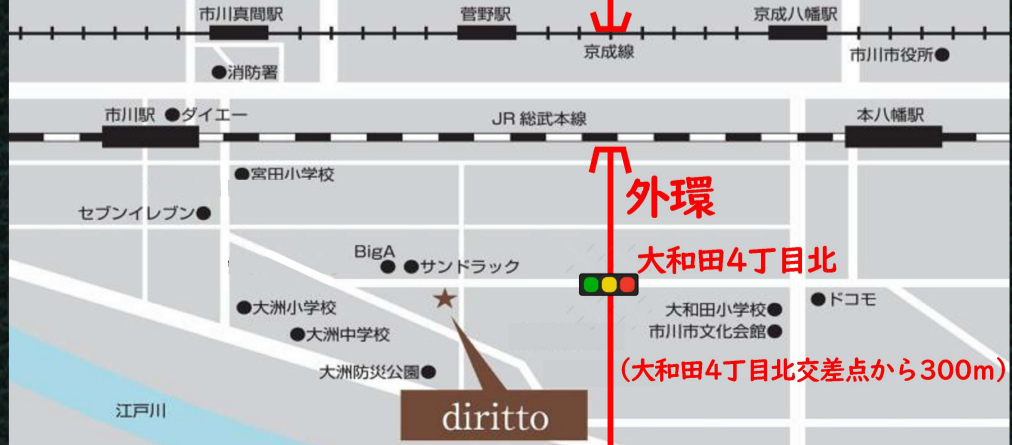 市川真間駅
菅野駅
京成八幡駅
京成線
市川市役所
消防署
市川駅
ダイエー
JR 総武本線
本八幡駅
宮田小学校
外環
セブンイレブン
BigA
サンドラック
大和田4丁目北
大洲小学校
大和田小学校
ドコモ
大洲中学校
市川市文化会館
大洲防災公園
(大和田4丁目北交差点から300m)
江戸川
diritto